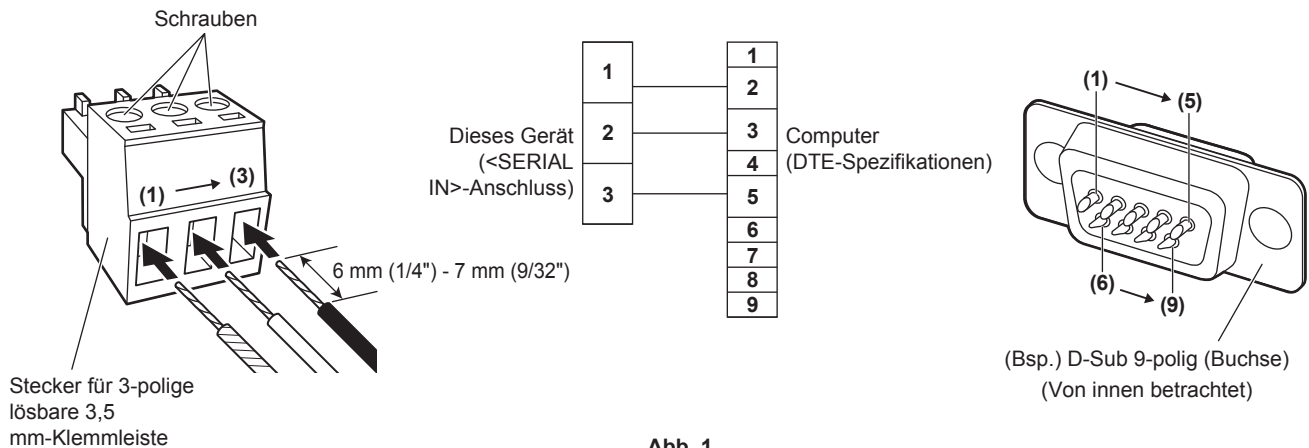 Schrauben
(1)
(3)
6 mm (1/4") - 7 mm (9/32")
Stecker für 3-polige
lösbare 3,5
mm-Klemmleiste
Dieses Gerät
(<SERIAL
IN>-Anschluss)
1
2
3
1
2
3
4
5
6
7
8
9
Computer
(DTE-Spezifikationen)
(1)
(5)
(6)
(9)
(Bsp.) D-Sub 9-polig (Buchse)
(Von innen betrachtet)
Abb. 1